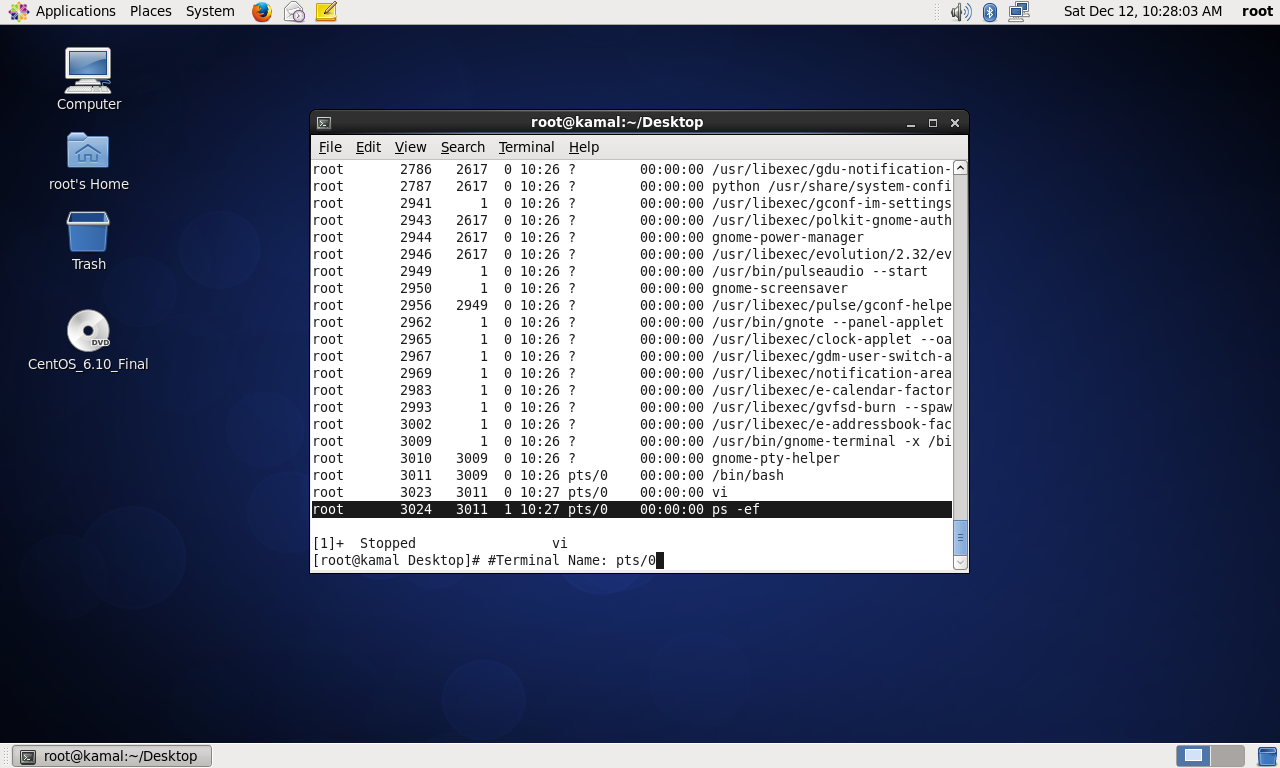 Applications Places System Sat Dec 12, 10:28:03 AM root
Computer
root's Home
Trash
DVD
CentOS_6.10_Final
root@kamal:~/Desktop
File Edit View Search Terminal Help
root 2786 2617 0 10:26 ? 00:00:00 /usr/libexec/gdu-notification-
root 2787 2617 0 10:26 ? 00:00:00 python /usr/share/system-confi
root 2941 1 0 10:26 ? 00:00:00 /usr/libexec/gconf-im-settings
root 2943 2617 0 10:26 ? 00:00:00 /usr/libexec/polkit-gnome-auth
root 2944 2617 0 10:26 ? 00:00:00 gnome-power-manager
root 2946 2617 0 10:26 ? 00:00:00 /usr/libexec/evolution/2.32/ev
root 2949 1 0 10:26 ? 00:00:00 /usr/bin/pulseaudio --start
root 2950 1 0 10:26 ? 00:00:00 gnome-screensaver
root 2956 2949 0 10:26 ? 00:00:00 /usr/libexec/pulse/gconf-helpe
root 2962 1 0 10:26 ? 00:00:00 /usr/bin/gnote --panel-applet
root 2965 1 0 10:26 ? 00:00:00 /usr/libexec/clock-applet --oa
root 2967 1 0 10:26 ? 00:00:00 /usr/libexec/gdm-user-switch-a
root 2969 1 0 10:26 ? 00:00:00 /usr/libexec/notification-area
root 2983 1 0 10:26 ? 00:00:00 /usr/libexec/e-calendar-factor
root 2993 1 0 10:26 ? 00:00:00 /usr/libexec/gvfsd-burn --spaw
root 3002 1 0 10:26 ? 00:00:00 /usr/libexec/e-addressbook-fac
root 3009 1 0 10:26 ? 00:00:00 /usr/bin/gnome-terminal -x /bi
root 3010 3009 0 10:26 ? 00:00:00 gnome-pty-helper
root 3011 3009 0 10:26 pts/0 00:00:00 /bin/bash
root 3023 3011 0 10:27 pts/0 00:00:00 vi
root 3024 3011 1 10:27 pts/0 00:00:00 ps -ef
[1]+ Stopped vi
[root@kamal Desktop]# #Terminal Name: pts/0
root@kamal:~/Desktop